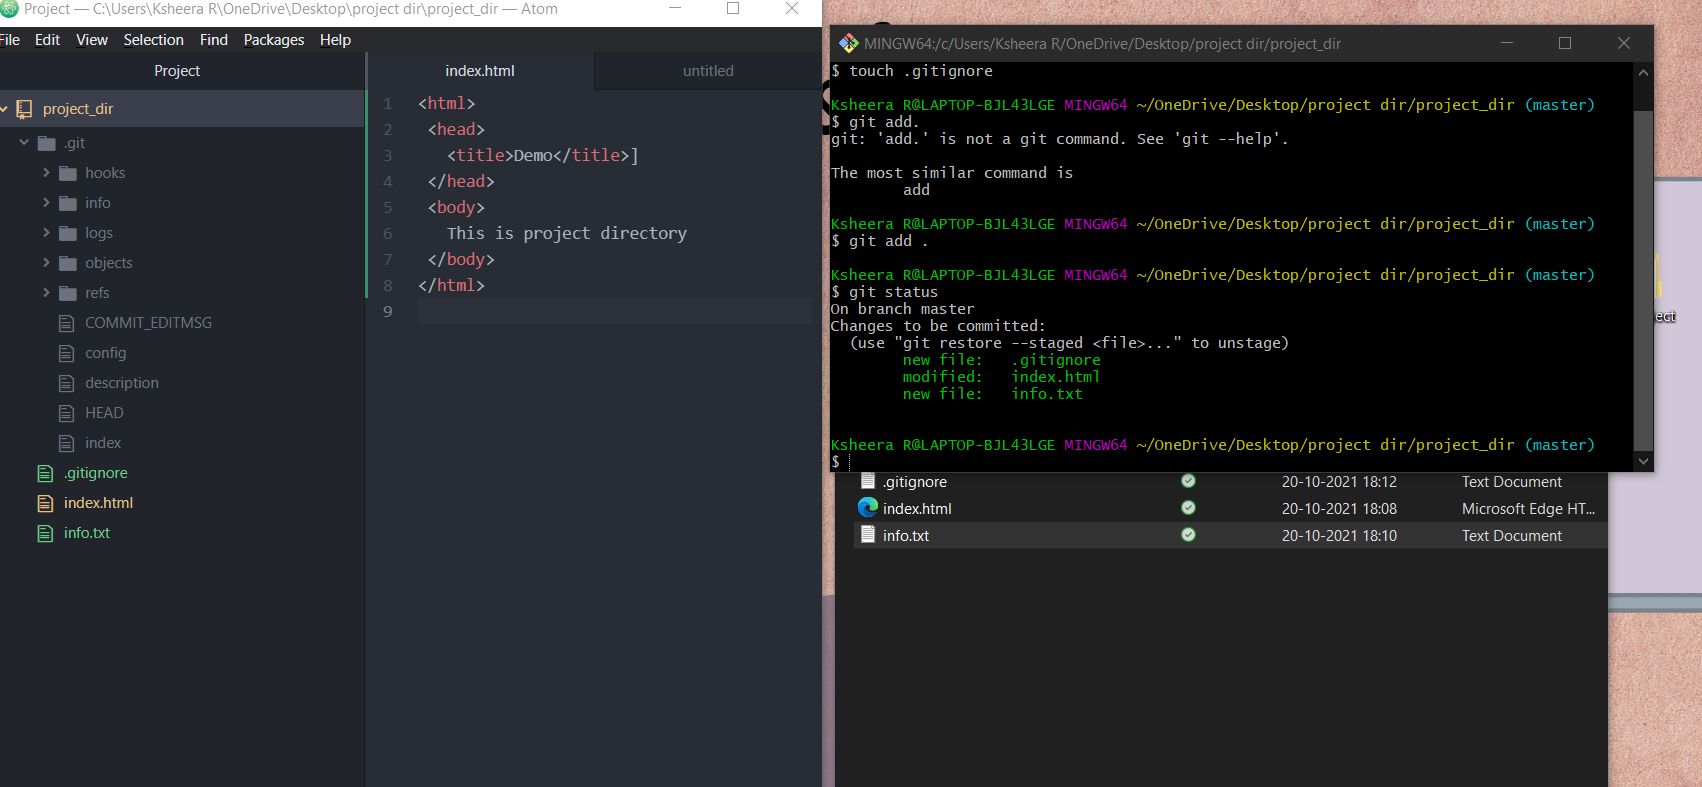 Project — C:\Users\Ksheera R\OneDrive\Desktop\project dir\project_dir — Atom
File Edit View Selection Find Packages Help
Project
project_dir
.git
hooks
info
logs
objects
refs
COMMIT_EDITMSG
config
description
HEAD
index
.gitignore
index.html
info.txt
index.html untitled
1 <html>
2 <head>
3 <title>Demo</title>]
4 </head>
5 <body>
6 This is project directory
7 </body>
8 </html>
9
MINGW64:/c/Users/Ksheera R/OneDrive/Desktop/project dir/project_dir
$ touch .gitignore
Ksheera R@LAPTOP-BJL43LGE MINGW64 ~/OneDrive/Desktop/project dir/project_dir (master)
$ git add.
git: 'add.' is not a git command. See 'git --help'.
The most similar command is
add
Ksheera R@LAPTOP-BJL43LGE MINGW64 ~/OneDrive/Desktop/project dir/project_dir (master)
$ git add .
Ksheera R@LAPTOP-BJL43LGE MINGW64 ~/OneDrive/Desktop/project dir/project_dir (master)
$ git status
On branch master
Changes to be committed:
(use "git restore --staged <file>..." to unstage)
new file: .gitignore
modified: index.html
new file: info.txt
Ksheera R@LAPTOP-BJL43LGE MINGW64 ~/OneDrive/Desktop/project dir/project_dir (master)
$
.gitignore 20-10-2021 18:12 Text Document
index.html 20-10-2021 18:08 Microsoft Edge HT...
info.txt 20-10-2021 18:10 Text Document
ect